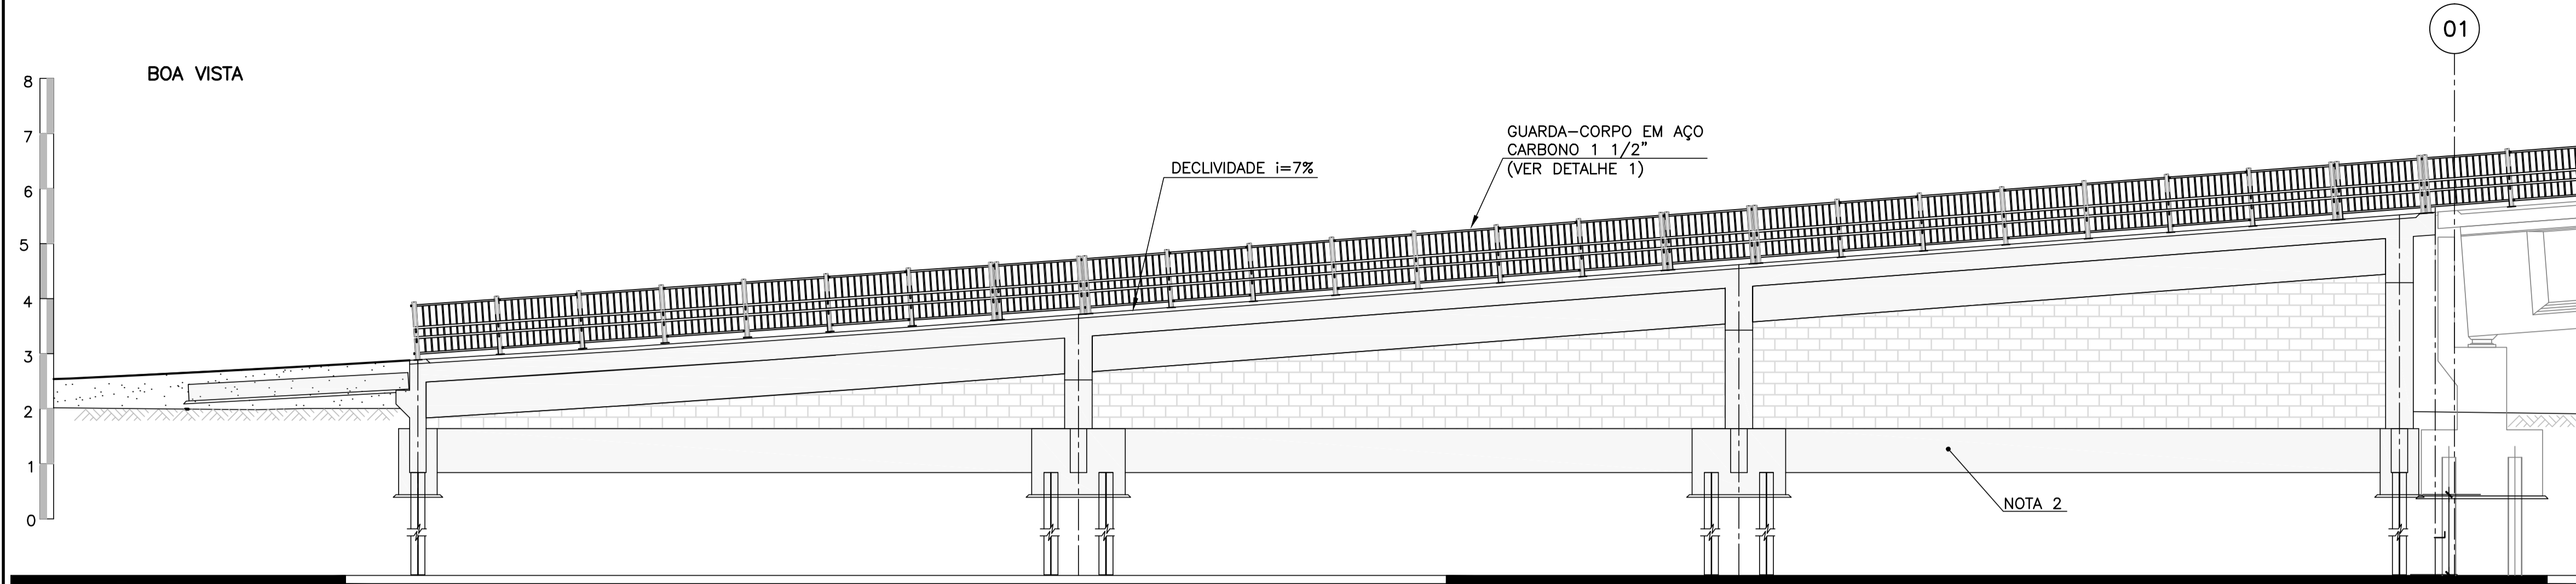 01
BOA VISTA
8
7
6
5
4
3
2
1
0
GUARDA-CORPO EM AÇO
CARBONO 1 1/2"
(VER DETALHE 1)
DECLIVIDADE i=7%
NOTA 2